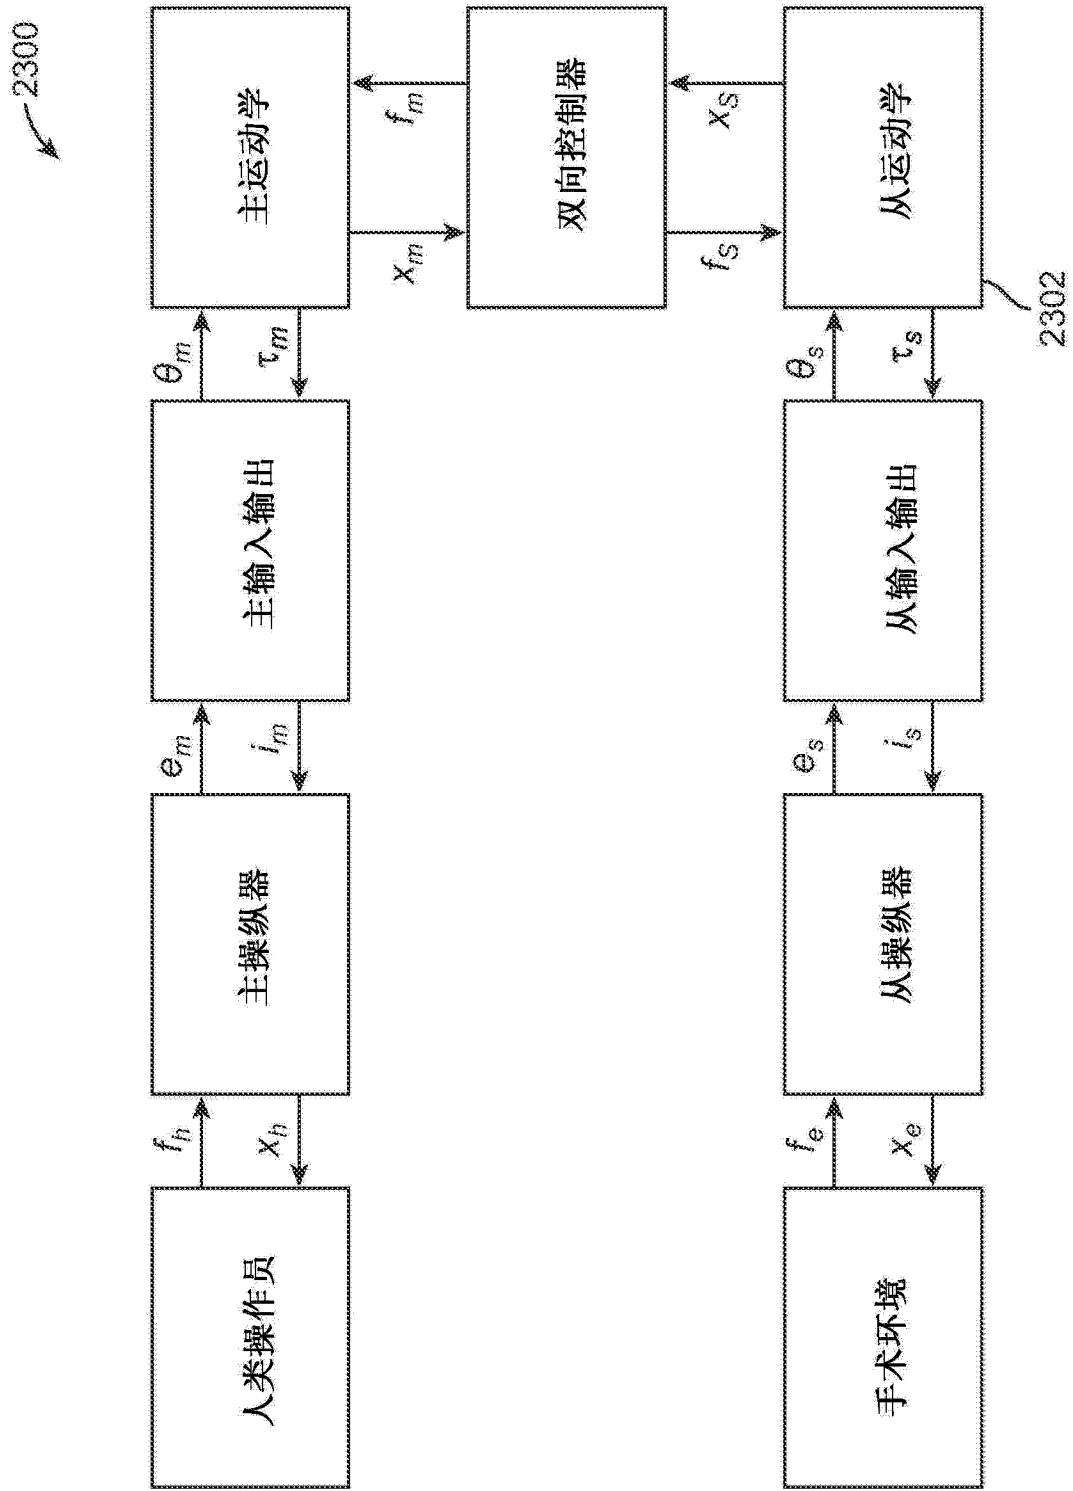 2300
人类操作员
f_h
x_h
主操纵器
e_m
i_m
主输入输出
θ_m
τ_m
主运动学
x_m
f_m
双向控制器
f_S
x_S
手术环境
f_e
x_e
从操纵器
e_s
i_s
从输入输出
θ_s
τ_s
从运动学
2302